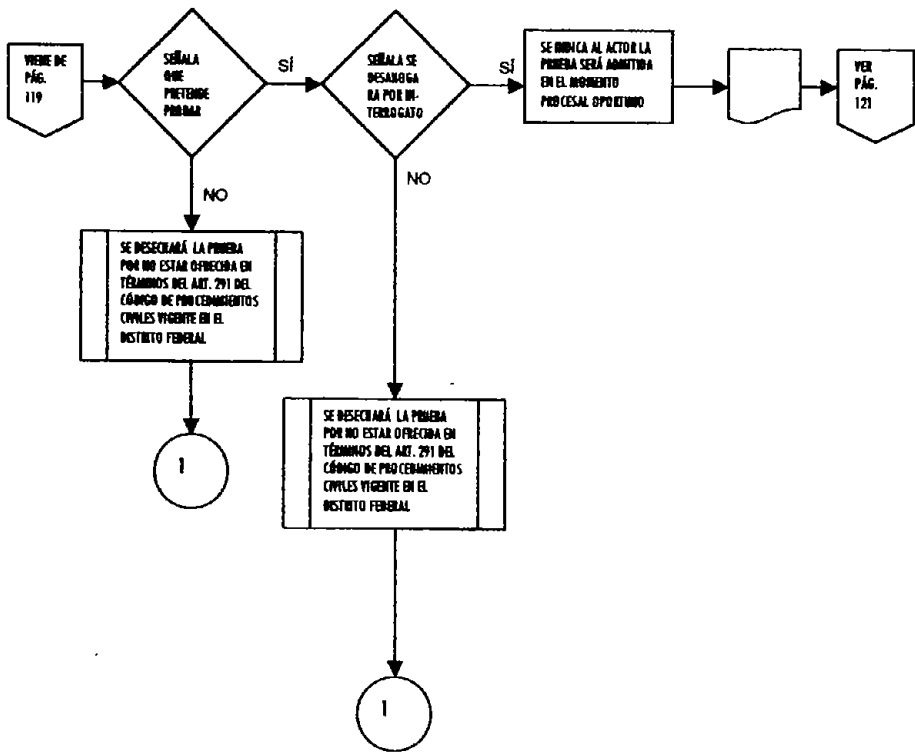 VIENE DE
PÁG.
119
SEÑALA
QUE
PRETENDE
PROBAR
SÍ
SEÑALA SE
DESAHOGA
RA POR IN-
TERROGATO
SÍ
SE INDICA AL ACTOR LA
PRUEBA SERÁ ADMITIDA
EN EL MOMENTO
PROCESAL OPORTUNO
VER
PÁG.
121
NO
NO
SE DESECHARÁ LA PRUEBA
POR NO ESTAR OFRECIDA EN
TÉRMINOS DEL ART. 291 DEL
CÓDIGO DE PROCEDIMIENTOS
CIVILES VIGENTE EN EL
DISTRITO FEDERAL
1
SE DESECHARÁ LA PRUEBA
POR NO ESTAR OFRECIDA EN
TÉRMINOS DEL ART. 291 DEL
CÓDIGO DE PROCEDIMIENTOS
CIVILES VIGENTE EN EL
DISTRITO FEDERAL
1